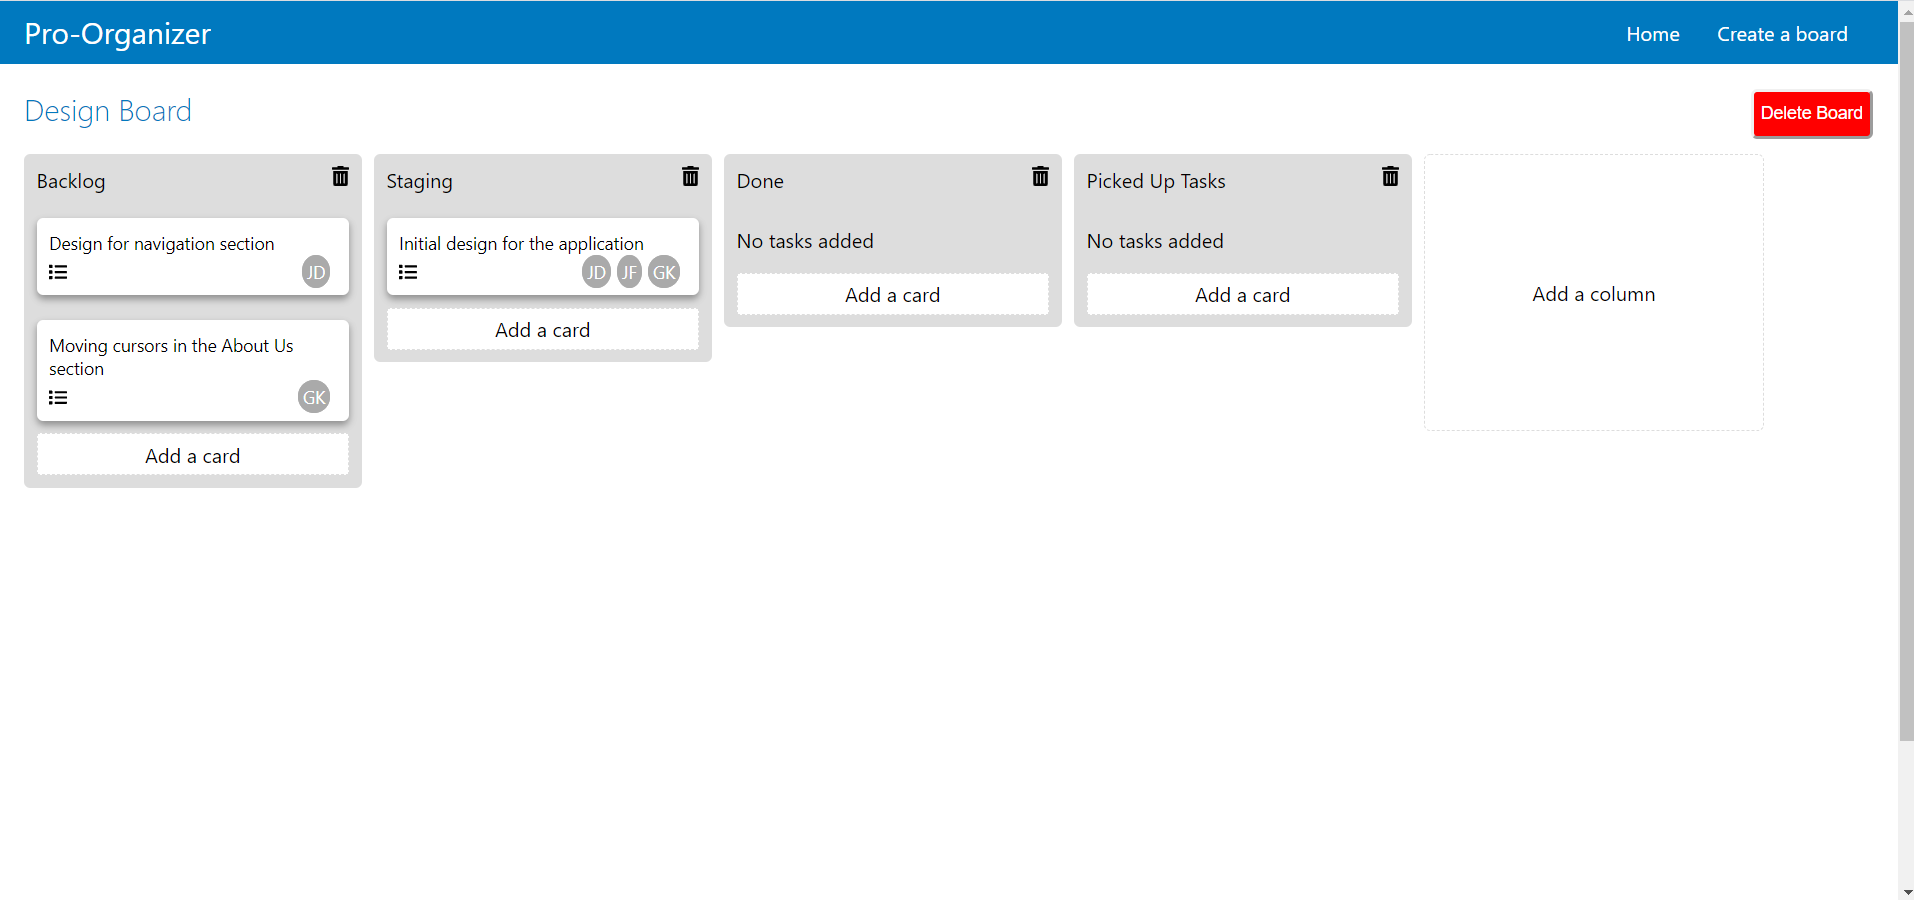 Pro-Organizer
Home
Create a board
Design Board
Delete Board
Backlog
Design for navigation section
JD
Moving cursors in the About Us
section
GK
Add a card
Staging
Initial design for the application
JD JF GK
Add a card
Done
No tasks added
Add a card
Picked Up Tasks
No tasks added
Add a card
Add a column